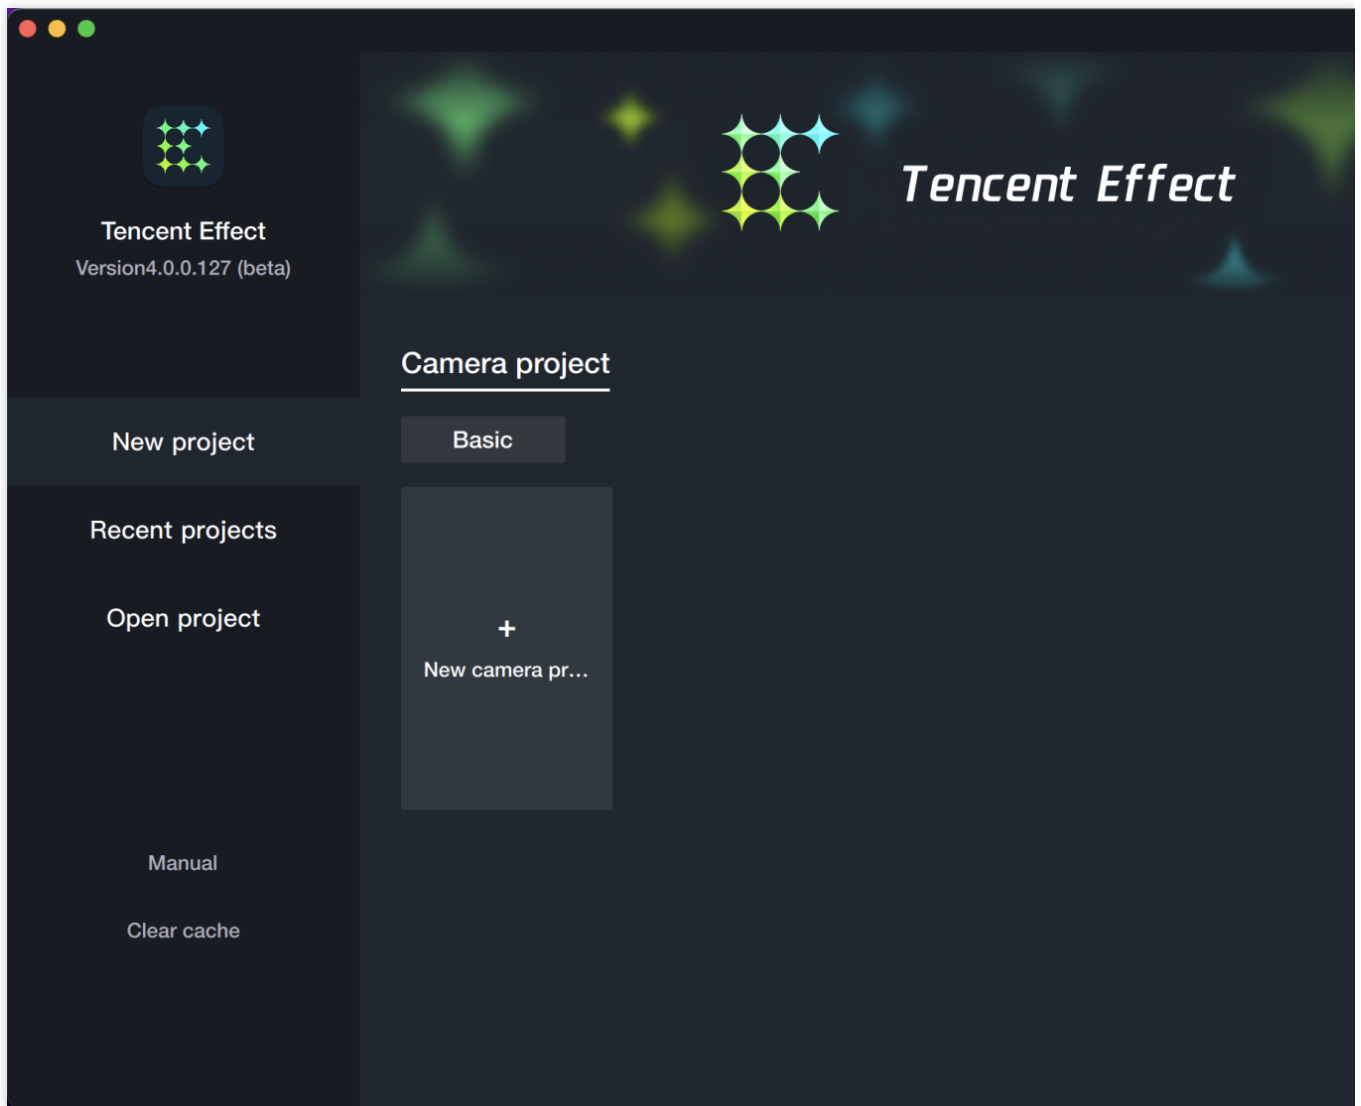 Tencent Effect
Version4.0.0.127 (beta)
New project
Recent projects
Open project
Manual
Clear cache
Tencent Effect
Camera project
Basic
+
New camera pr...